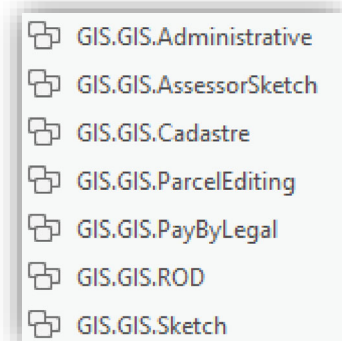 GIS.GIS.Administrative
GIS.GIS.AssessorSketch
GIS.GIS.Cadastre
GIS.GIS.ParcelEditing
GIS.GIS.PayByLegal
GIS.GIS.ROD
GIS.GIS.Sketch